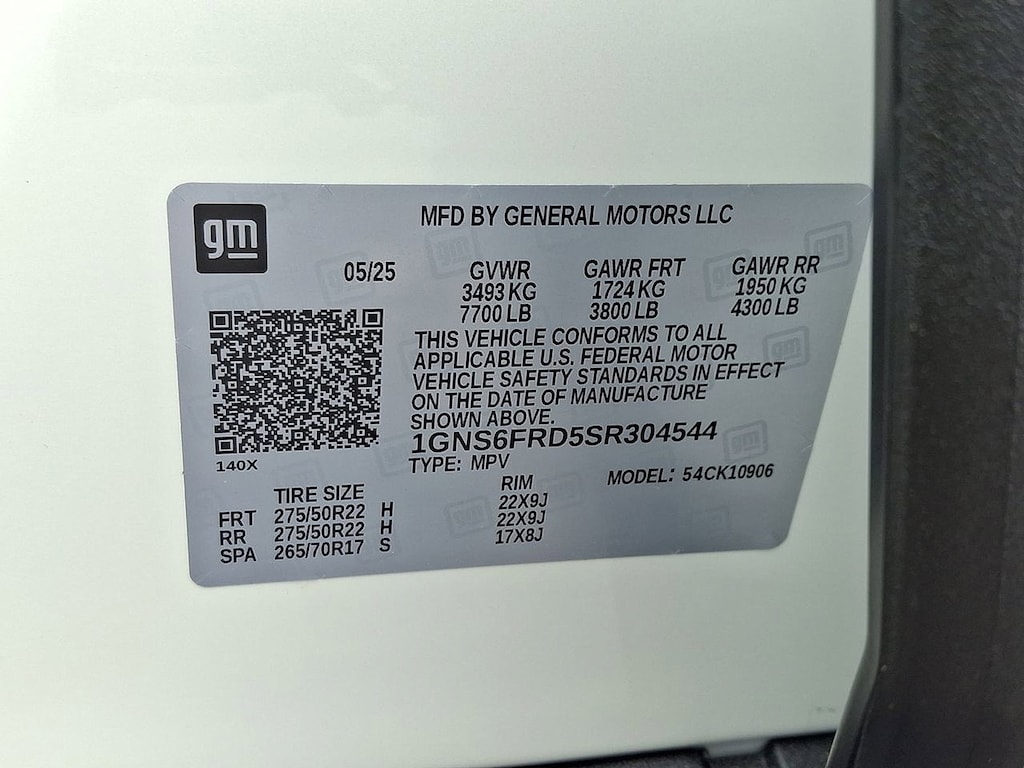 gm
MFD BY GENERAL MOTORS LLC
05/25 GVWR GAWR FRT GAWR RR
3493 KG 1724 KG 1950 KG
7700 LB 3800 LB 4300 LB
THIS VEHICLE CONFORMS TO ALL
APPLICABLE U.S. FEDERAL MOTOR
VEHICLE SAFETY STANDARDS IN EFFECT
ON THE DATE OF MANUFACTURE
SHOWN ABOVE.
1GNS6FRD5SR304544
140X
TYPE: MPV MODEL: 54CK10906
TIRE SIZE RIM
FRT 275/50R22 H 22X9J
RR 275/50R22 H 22X9J
SPA 265/70R17 S 17X8J